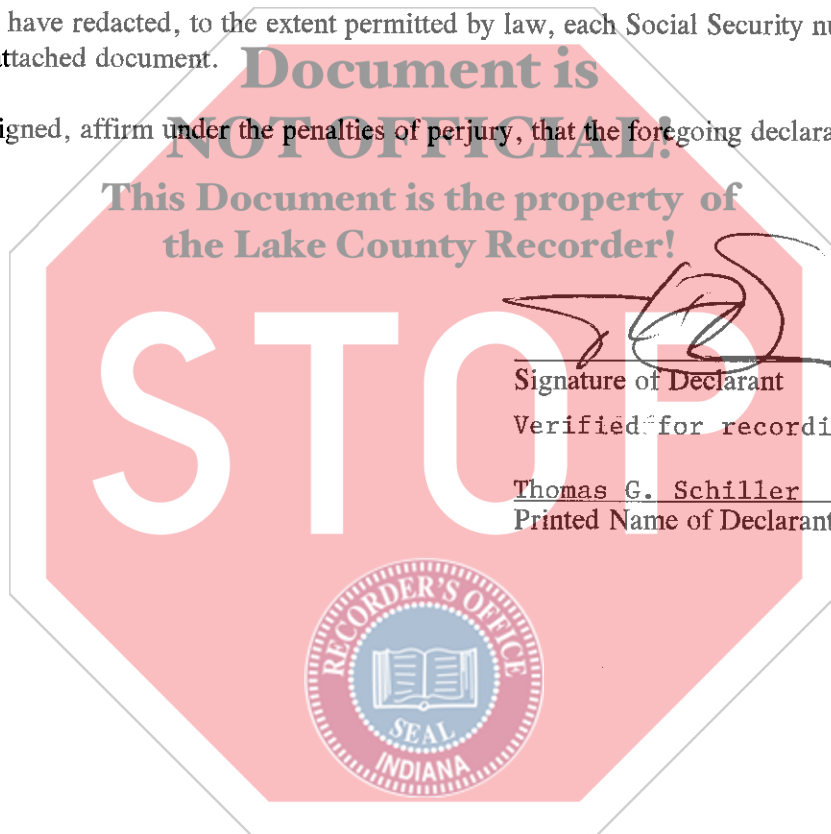 have redacted, to the extent permitted by law, each Social Security nu
ttached document.
Document is
igned, affirm under the penalties of perjury, that the foregoing declara
NOT OFFICIAL!
This Document is the property of
the Lake County Recorder!
STOP
Signature of Declarant
Verified for recordi
Thomas G. Schiller
Printed Name of Declarant
RECORDER'S OFFICE
SEAL
INDIANA